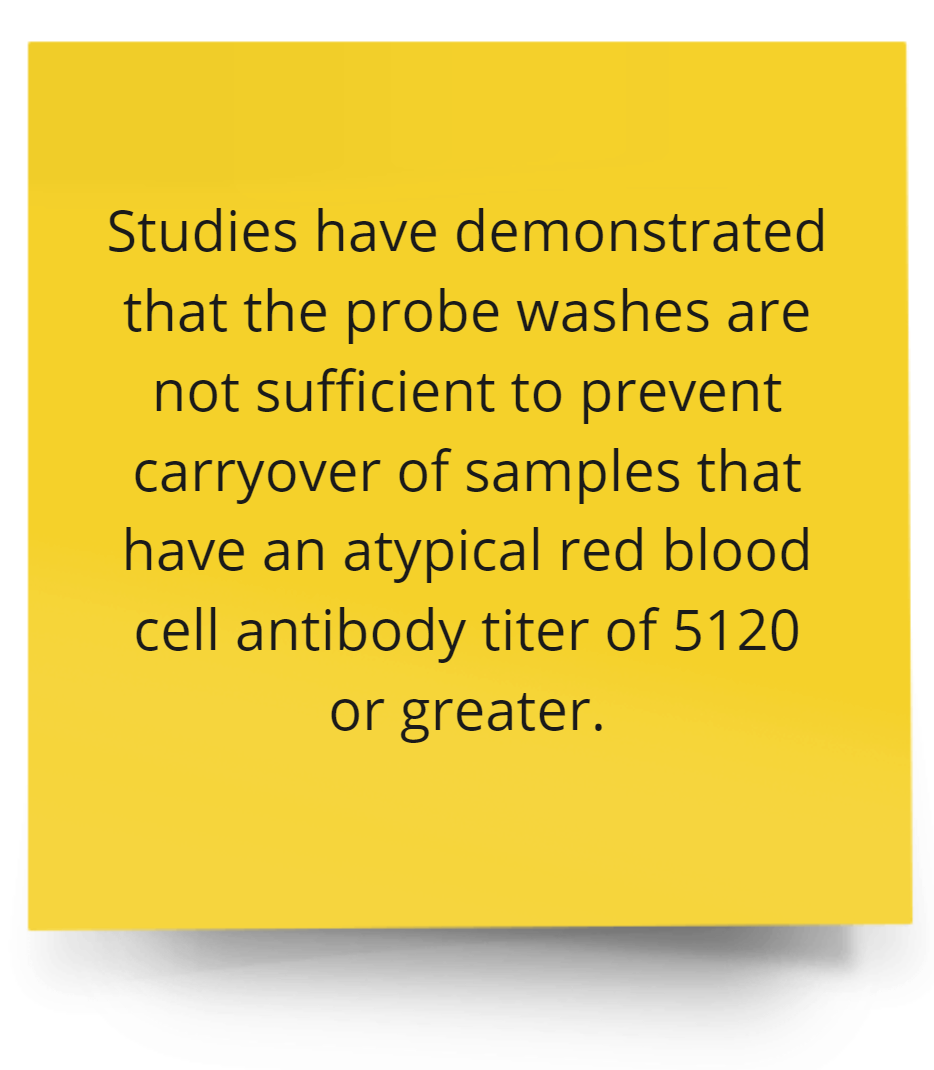 Studies have demonstrated
that the probe washes are
not sufficient to prevent
carryover of samples that
have an atypical red blood
cell antibody titer of 5120
or greater.